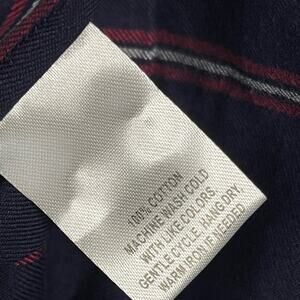 100% COTTON
MACHINE WASH COLD
WITH LIKE COLORS,
GENTLE CYCLE, HANG DRY,
WARM IRON IF NEEDED